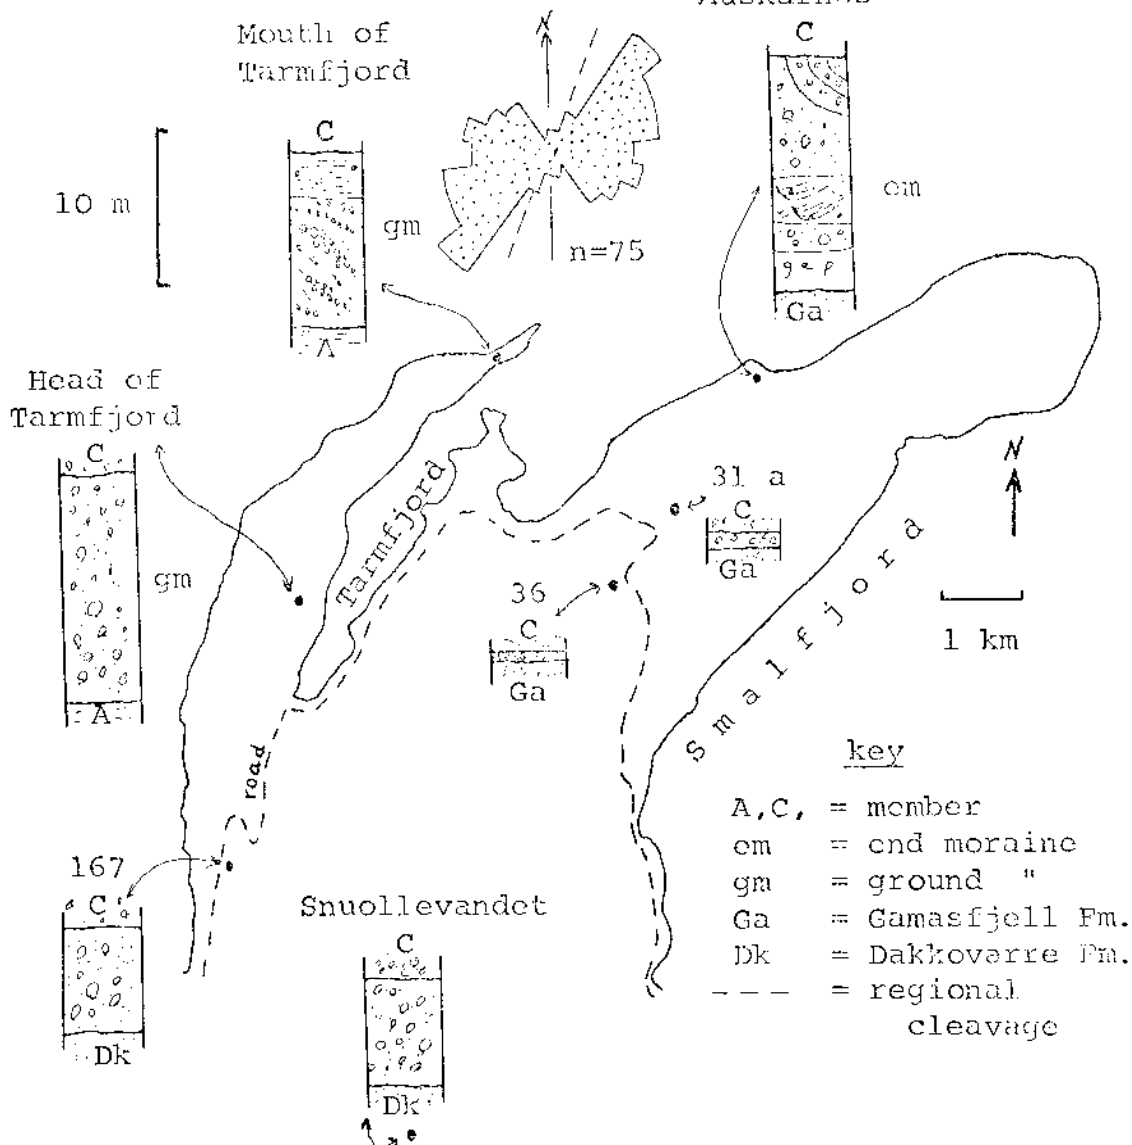 Mouth of
Tarmfjord
C
10 m
gm
A
N
n=75
C
em
gap
Ga
Head of
Tarmfjord
C
gm
A
Tarmfjord
31 a
C
Ga
36
C
Ga
N
1 km
Smalfjord
road
167
C
Dk
Snuollevandet
C
Dk
key
A,C, = member
em = end moraine
gm = ground "
Ga = Gamasfjell Fm.
Dk = Dakkovarre Fm.
--- = regional
cleavage